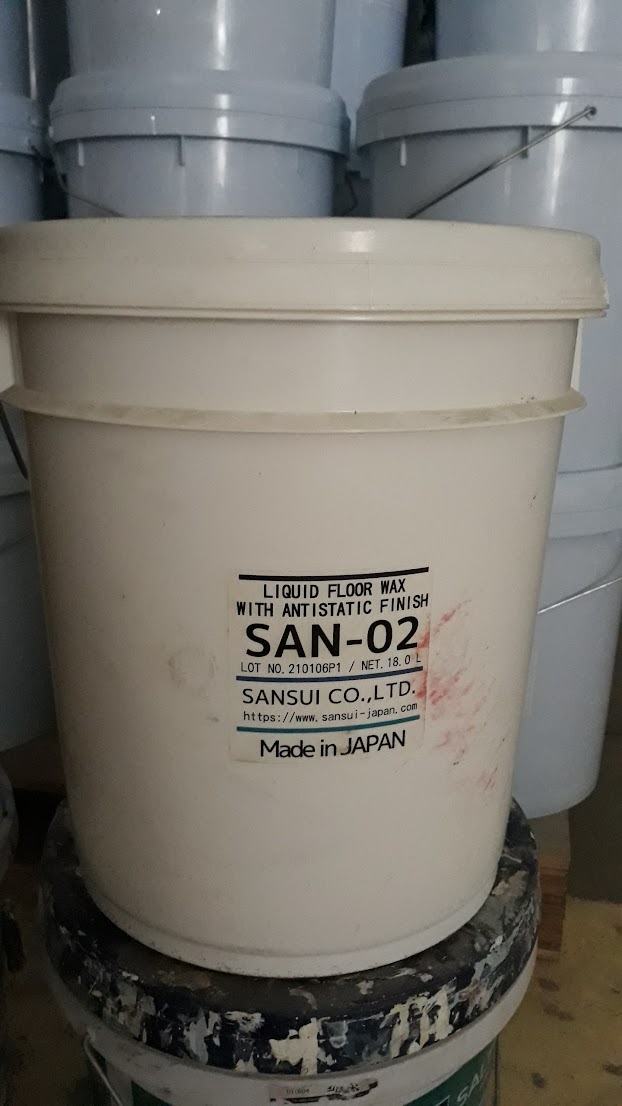 LIQUID FLOOR WAX
WITH ANTISTATIC FINISH
SAN-02
LOT NO. 210106P1 / NET. 18.0 L
SANSUI CO.,LTD.
https://www.sansui-japan.com
Made in JAPAN